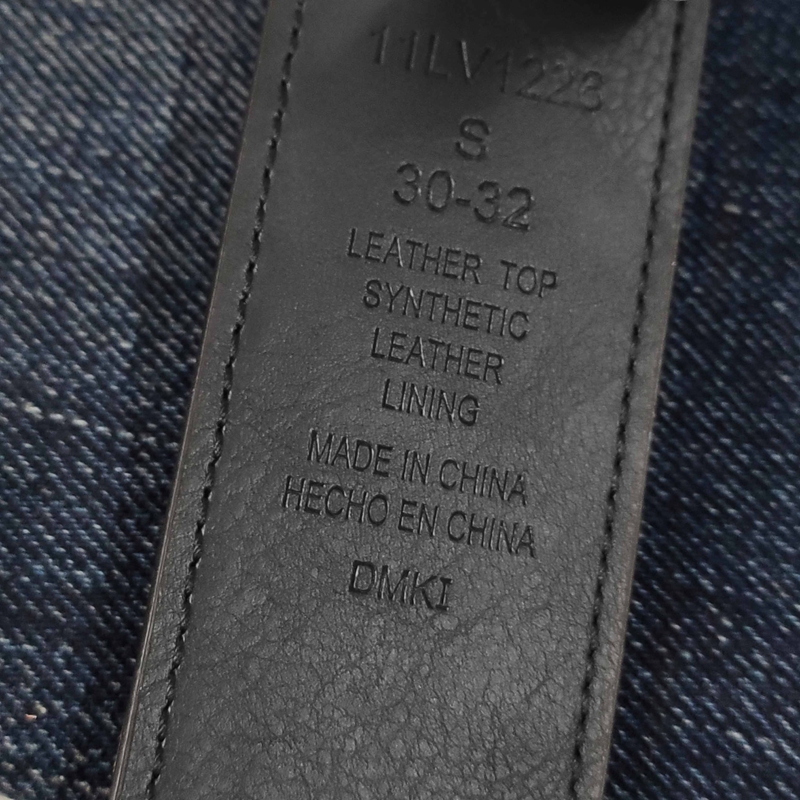 11LV1223
S
30-32
LEATHER TOP
SYNTHETIC
LEATHER
LINING
MADE IN CHINA
HECHO EN CHINA
DMKI